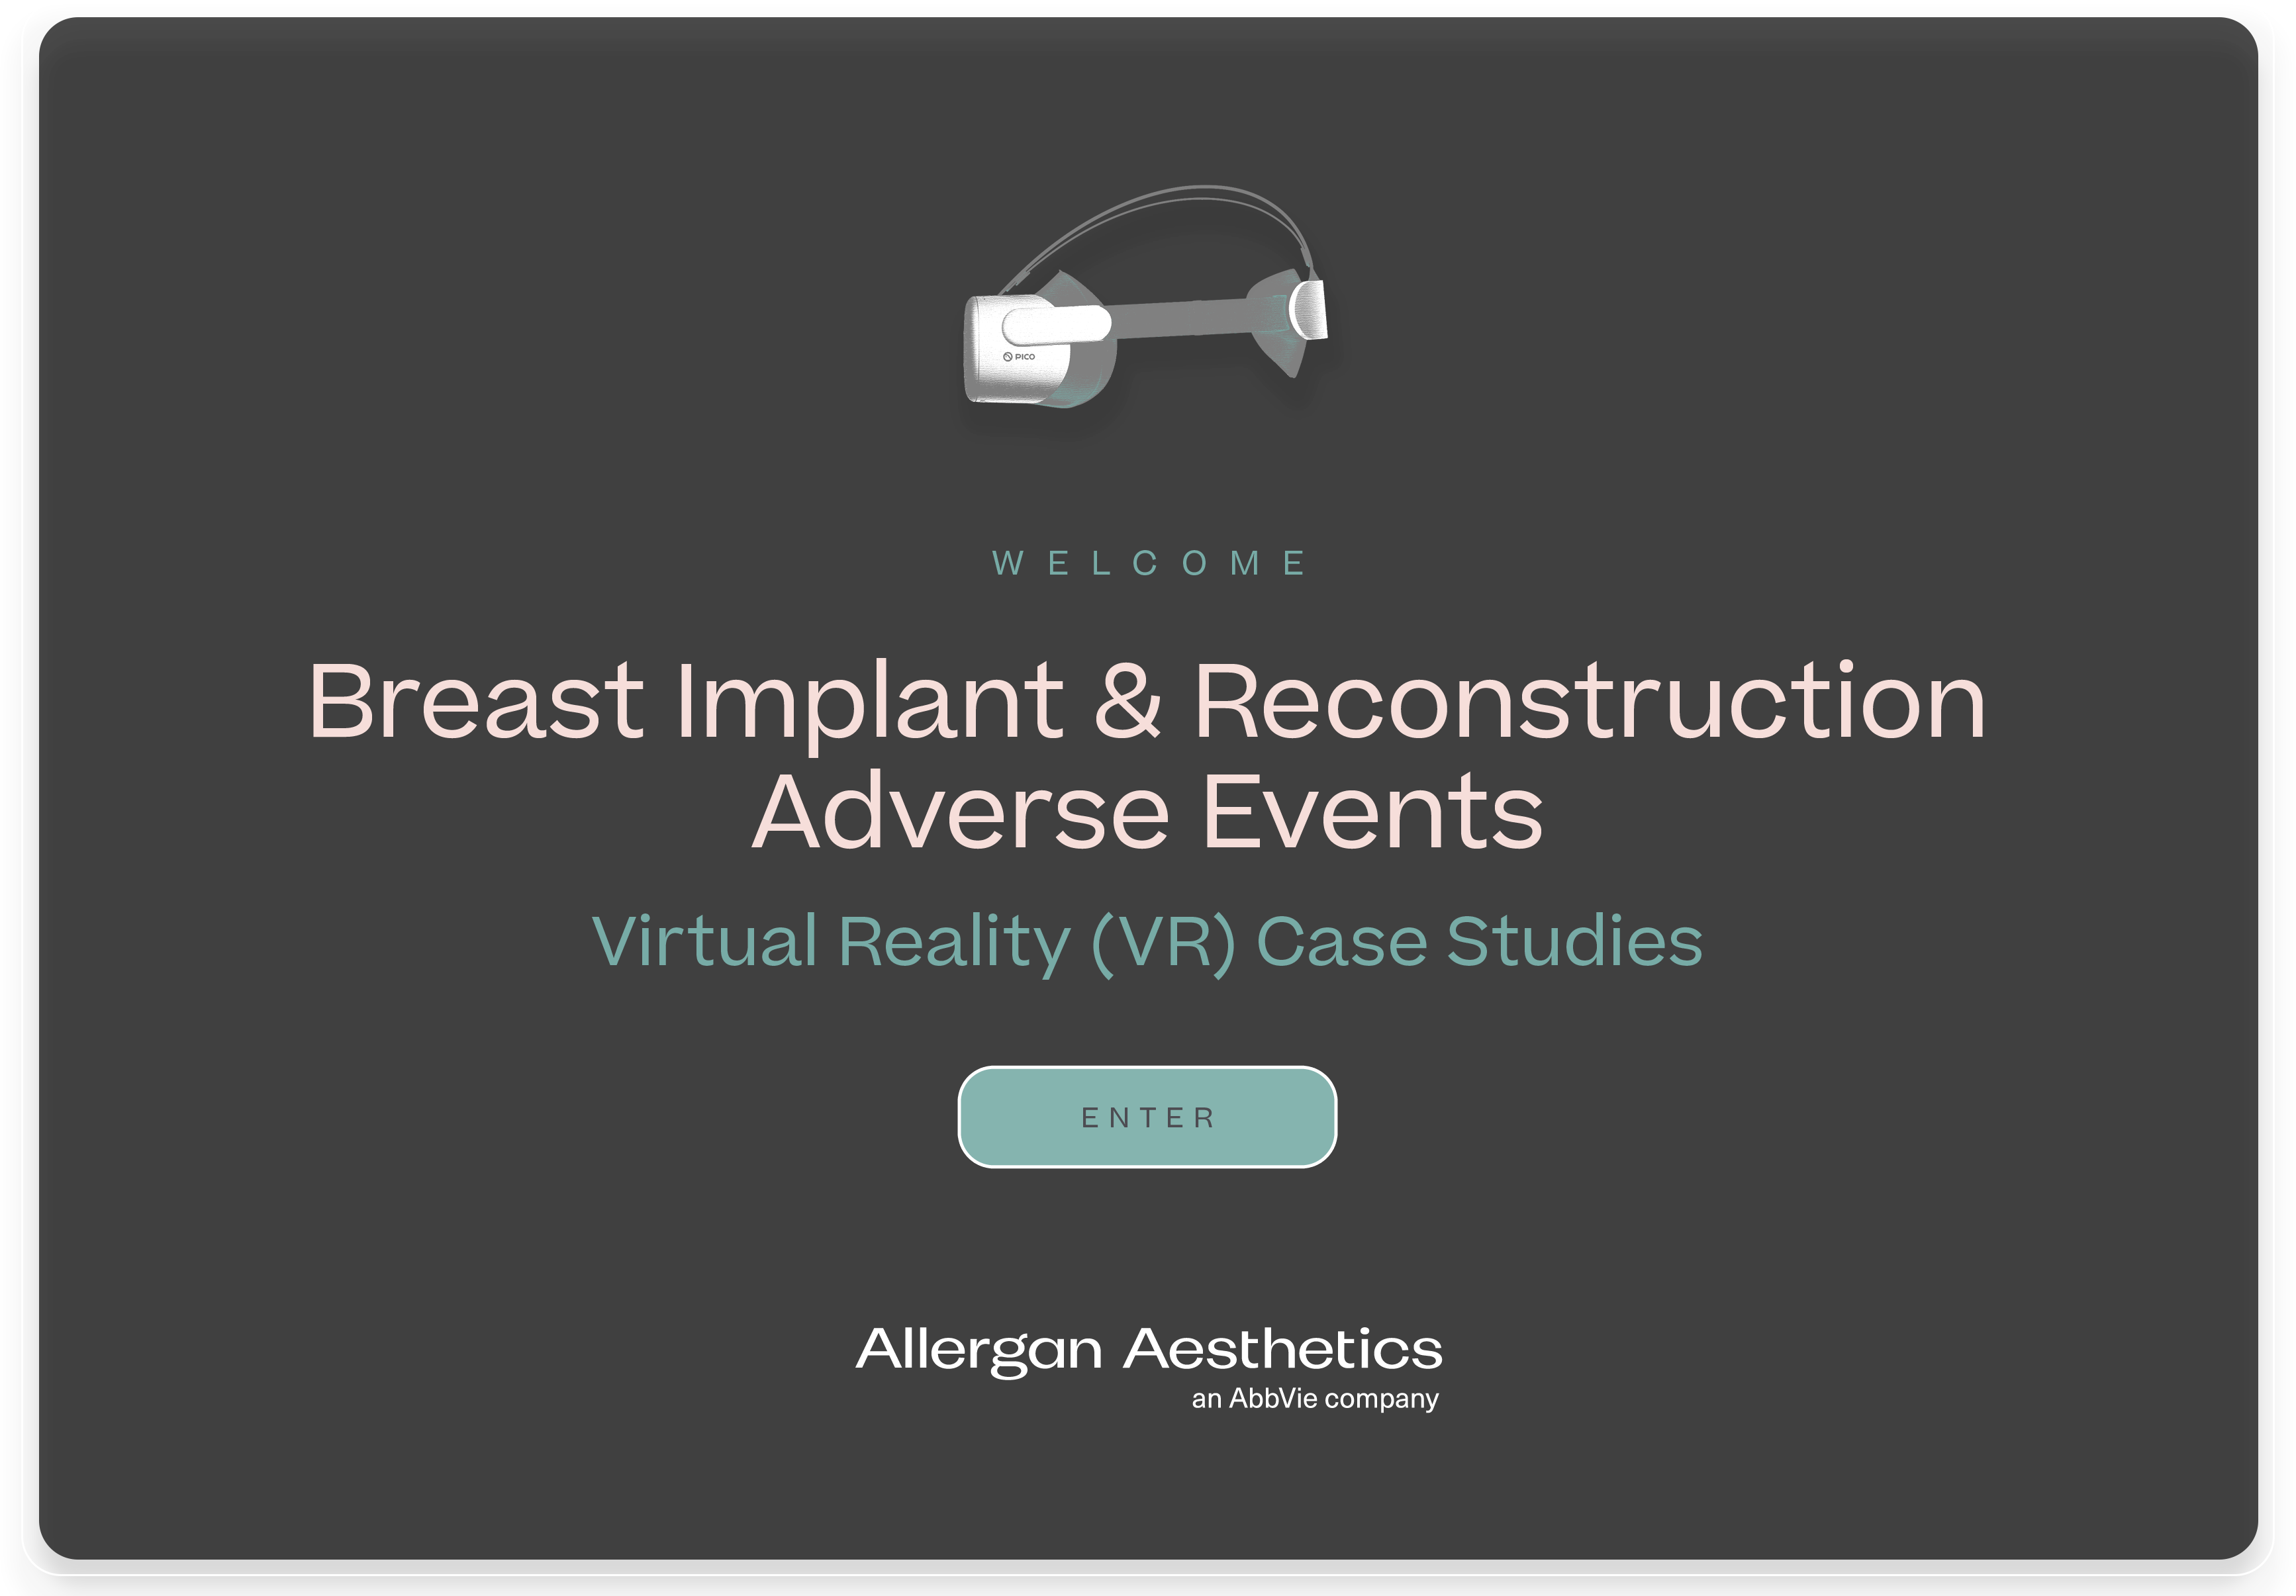 PICO
WELCOME
Breast Implant & Reconstruction
Adverse Events
Virtual Reality (VR) Case Studies
ENTER
Allergan Aesthetics
an AbbVie company